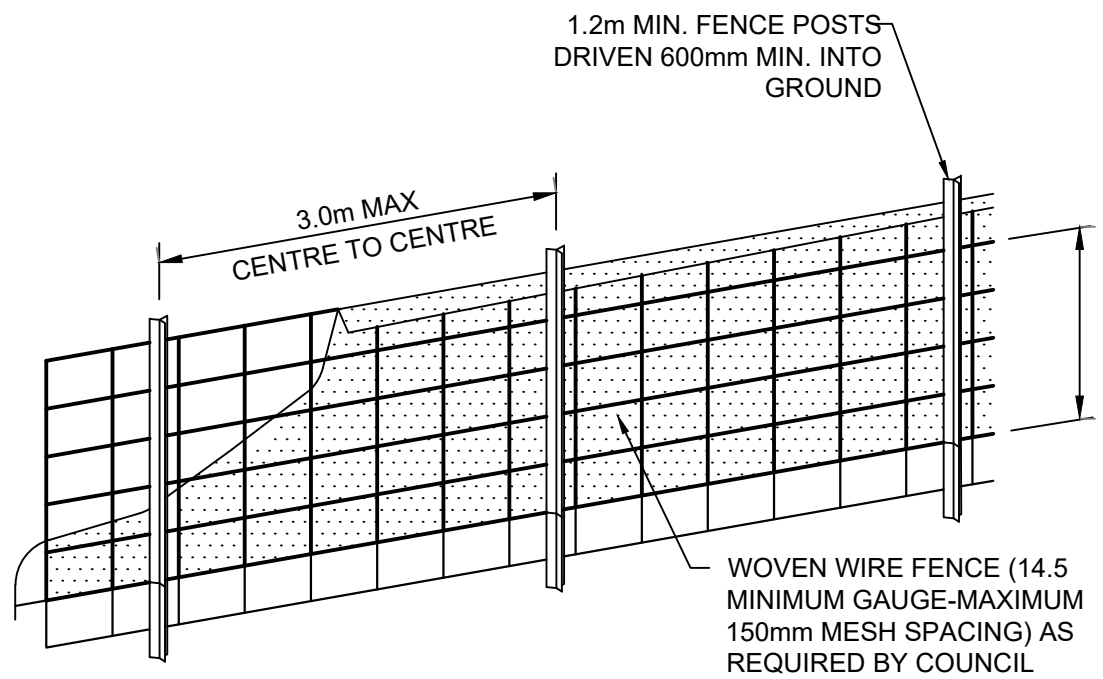 1.2m MIN. FENCE POSTS
DRIVEN 600mm MIN. INTO
GROUND
3.0m MAX
CENTRE TO CENTRE
WOVEN WIRE FENCE (14.5
MINIMUM GAUGE-MAXIMUM
150mm MESH SPACING) AS
REQUIRED BY COUNCIL